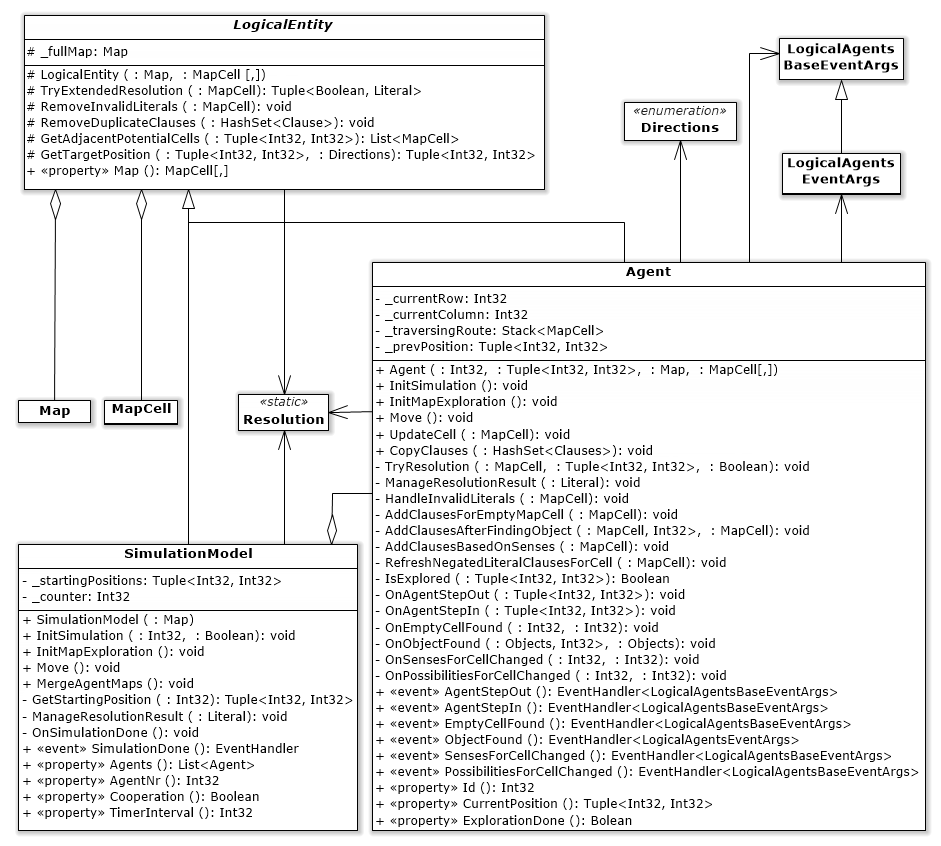 LogicalEntity
# _fullMap: Map
# LogicalEntity ( : Map,  : MapCell [,])
# TryExtendedResolution ( : MapCell): Tuple<Boolean, Literal>
# RemoveInvalidLiterals ( : MapCell): void
# RemoveDuplicateClauses ( : HashSet<Clause>): void
# GetAdjacentPotentialCells ( : Tuple<Int32, Int32>): List<MapCell>
# GetTargetPosition ( : Tuple<Int32, Int32>,  : Directions): Tuple<Int32, Int32>
+ «property» Map (): MapCell[,]
LogicalAgents
BaseEventArgs
«enumeration»
Directions
LogicalAgents
EventArgs
Agent
- _currentRow: Int32
- _currentColumn: Int32
- _traversingRoute: Stack<MapCell>
- _prevPosition: Tuple<Int32, Int32>
+ Agent ( : Int32,  : Tuple<Int32, Int32>,  : Map,  : MapCell[,])
+ InitSimulation (): void
+ InitMapExploration (): void
+ Move (): void
+ UpdateCell ( : MapCell): void
+ CopyClauses ( : HashSet<Clauses>): void
- TryResolution ( : MapCell,  : Tuple<Int32, Int32>,  : Boolean): void
- ManageResolutionResult ( : Literal): void
- HandleInvalidLiterals ( : MapCell): void
- AddClausesForEmptyMapCell ( : MapCell): void
- AddClausesAfterFindingObject ( : MapCell, Int32>,  : MapCell): void
- AddClausesBasedOnSenses ( : MapCell): void
- RefreshNegatedLiteralClausesForCell ( : MapCell): void
- IsExplored ( : Tuple<Int32, Int32>): Boolean
- OnAgentStepOut ( : Tuple<Int32, Int32>): void
- OnAgentStepIn ( : Tuple<Int32, Int32>): void
- OnEmptyCellFound ( : Int32,  : Int32): void
- OnObjectFound ( : Objects, Int32>,  : Objects): void
- OnSensesForCellChanged ( : Int32,  : Int32): void
- OnPossibilitiesForCellChanged ( : Int32,  : Int32): void
+ «event» AgentStepOut (): EventHandler<LogicalAgentsBaseEventArgs>
+ «event» AgentStepIn (): EventHandler<LogicalAgentsBaseEventArgs>
+ «event» EmptyCellFound (): EventHandler<LogicalAgentsBaseEventArgs>
+ «event» ObjectFound (): EventHandler<LogicalAgentsEventArgs>
+ «event» SensesForCellChanged (): EventHandler<LogicalAgentsBaseEventArgs>
+ «event» PossibilitiesForCellChanged (): EventHandler<LogicalAgentsBaseEventArgs>
+ «property» Id (): Int32
+ «property» CurrentPosition (): Tuple<Int32, Int32>
+ «property» ExplorationDone (): Bolean
Map
MapCell
«static»
Resolution
SimulationModel
- _startingPositions: Tuple<Int32, Int32>
- _counter: Int32
+ SimulationModel ( : Map)
+ InitSimulation ( : Int32,  : Boolean): void
+ InitMapExploration (): void
+ Move (): void
+ MergeAgentMaps (): void
- GetStartingPosition ( : Int32): Tuple<Int32, Int32>
- ManageResolutionResult ( : Literal): void
- OnSimulationDone (): void
+ «event» SimulationDone (): EventHandler
+ «property» Agents (): List<Agent>
+ «property» AgentNr (): Int32
+ «property» Cooperation (): Boolean
+ «property» TimerInterval (): Int32